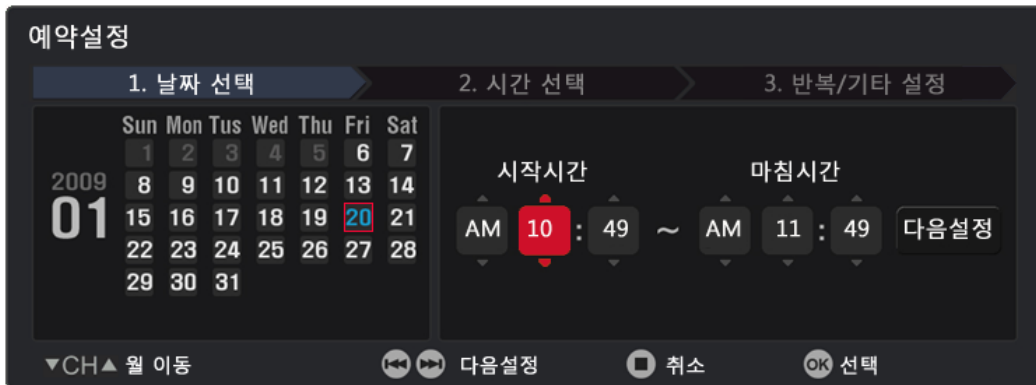 예약설정
1. 날짜 선택 2. 시간 선택 3. 반복/기타 설정
2009
01
Sun Mon Tus Wed Thu Fri Sat
1 2 3 4 5 6 7
8 9 10 11 12 13 14
15 16 17 18 19 20 21
22 23 24 25 26 27 28
29 30 31
시작시간 마침시간
AM 10 : 49 ~ AM 11 : 49 다음설정
▼CH▲ 월 이동 ⏮ ⏭ 다음설정 ■ 취소 OK 선택